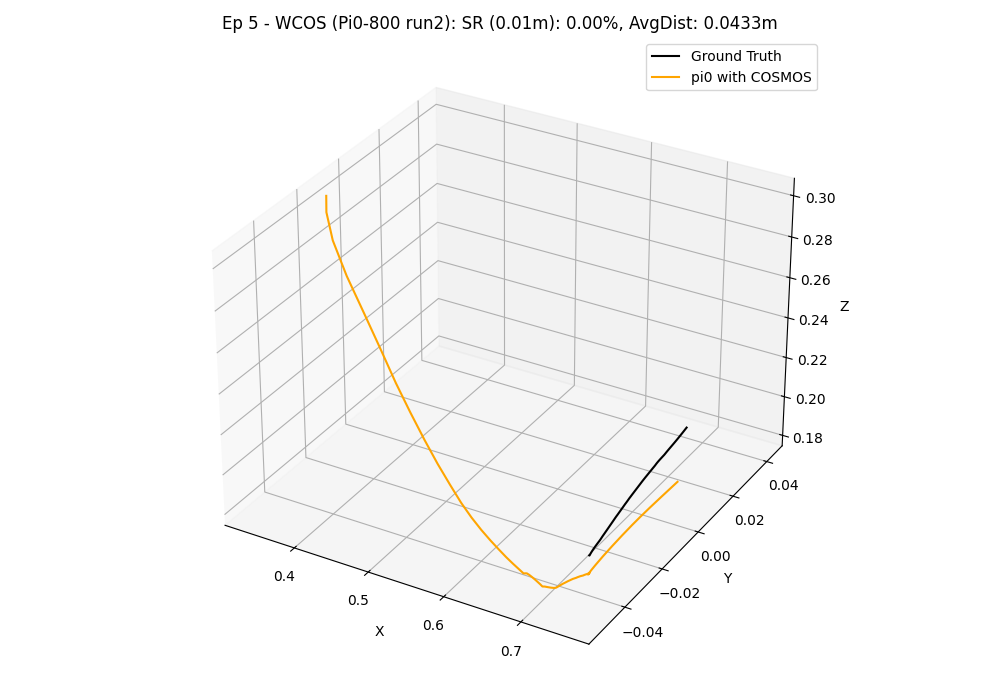 Ep 5 - WCOS (Pi0-800 run2): SR (0.01m): 0.00%, AvgDist: 0.0433m
Ground Truth
pi0 with COSMOS
0.30
0.28
0.26
0.24
0.22
0.20
0.18
Z
0.04
0.02
0.00
−0.02
−0.04
Y
0.4
0.5
0.6
0.7
X